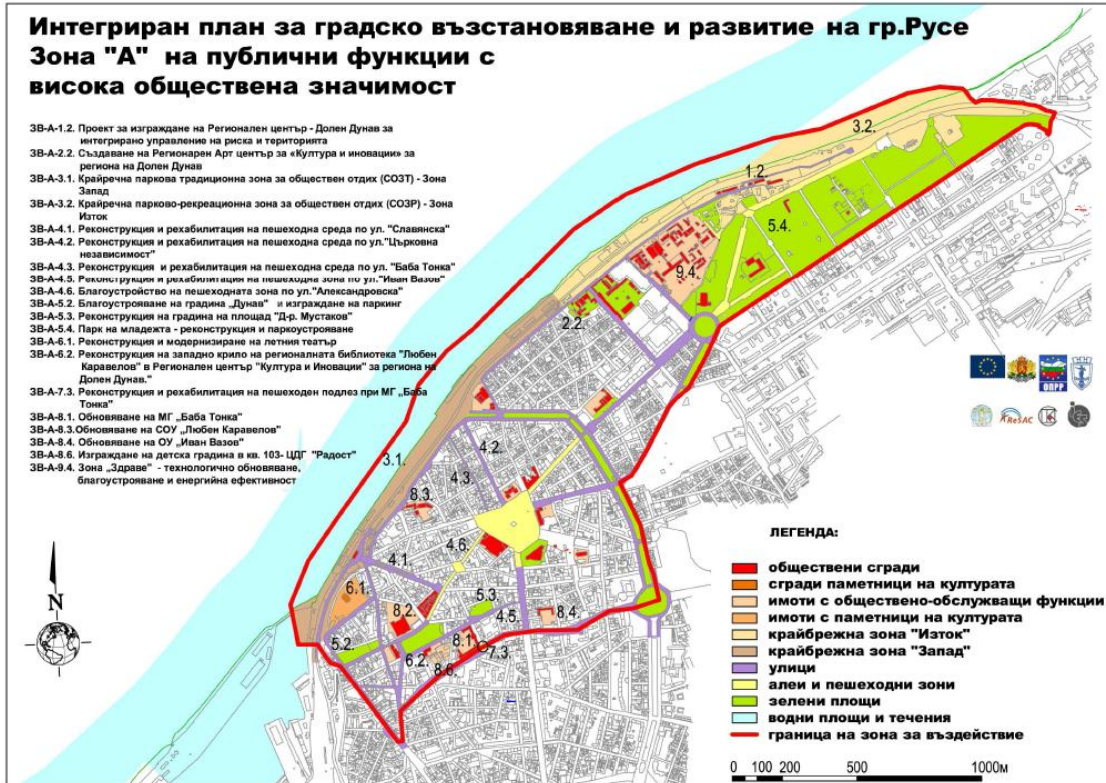 Интегриран план за градско възстановяване и развитие на гр.Русе
Зона "А" на публични функции с
висока обществена значимост
ЗВ-А-1.2. Проект за изграждане на Регионален център - Долен Дунав за
интегрирано управление на риска и територията
ЗВ-А-2.2. Създаване на Регионарен Арт център за «Култура и иновации» за
региона на Долен Дунав
ЗВ-А-3.1. Крайречна паркова традиционна зона за обществен отдих (СОЗТ) - Зона
Запад
ЗВ-А-3.2. Крайречна парково-рекреационна зона за обществен отдих (СОЗР) - Зона
Изток
ЗВ-А-4.1. Реконструкция и рехабилитация на пешеходна среда по ул. "Славянска"
ЗВ-А-4.2. Реконструкция и рехабилитация на пешеходна среда по ул."Църковна
независимост"
ЗВ-А-4.3. Реконструкция и рехабилитация на пешеходна среда по ул. "Баба Тонка"
ЗВ-А-4.5. Реконструкция и рехабилитация на пешеходна зона по ул."Иван Вазов"
ЗВ-А-4.6. Благоустройство на пешеходната зона по ул."Александровска"
ЗВ-А-5.2. Благоустрояване на градина „Дунав" и изграждане на паркинг
ЗВ-А-5.3. Реконструкция на градина на площад "Д-р. Мустаков"
ЗВ-А-5.4. Парк на младежта - реконструкция и паркоустрояване
ЗВ-А-6.1. Реконструкция и модернизиране на летния театър
ЗВ-А-6.2. Реконструкция на западно крило на регионалната библиотека "Любен
Каравелов" в Регионален център "Култура и Иновации" за региона на
Долен Дунав."
ЗВ-А-7.3. Реконструкция и рехабилитация на пешеходен подлез при МГ „Баба
Тонка"
ЗВ-А-8.1. Обновяване на МГ „Баба Тонка"
ЗВ-А-8.3.Обновяване на СОУ „Любен Каравелов"
ЗВ-А-8.4. Обновяване на ОУ „Иван Вазов"
ЗВ-А-8.6. Изграждане на детска градина в кв. 103- ЦДГ "Радост"
ЗВ-А-9.4. Зона „Здраве" - технологично обновяване,
благоустрояване и енергийна ефективност
3.2.
1.2.
5.4.
9.4.
2.2.
4.2.
3.1.
4.3.
8.3.
4.6.
4.1.
6.1.
5.3.
8.2.
4.5.
8.4.
5.2.
8.1.
7.3.
6.2.
8.6.
N
ОПРР
ReSAC
ЛЕГЕНДА:
обществени сгради
сгради паметници на културата
имоти с обществено-обслужващи функции
имоти с паметници на културата
крайбрежна зона "Изток"
крайбрежна зона "Запад"
улици
алеи и пешеходни зони
зелени площи
водни площи и течения
граница на зона за въздействие
0 100 200 500 1000м